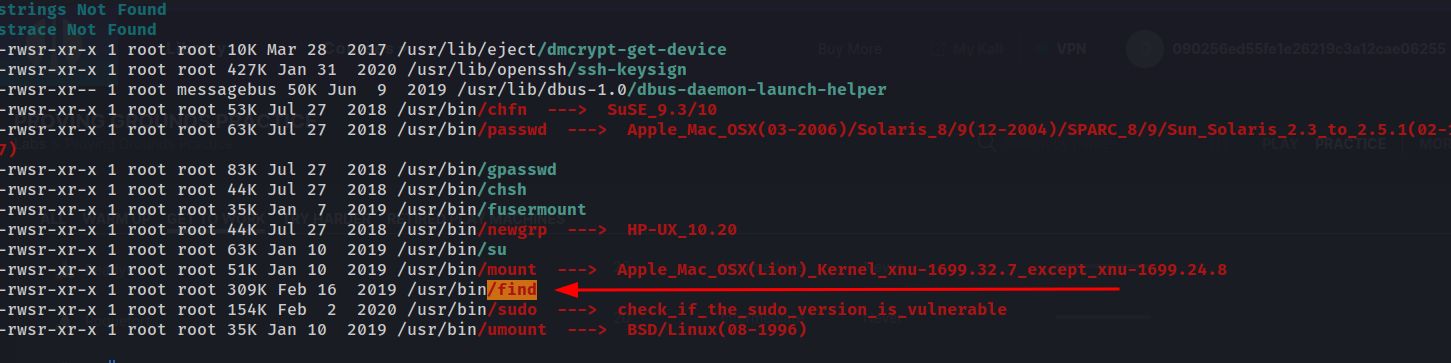 strings Not Found
strace Not Found
-rwsr-xr-x 1 root root 10K Mar 28  2017 /usr/lib/eject/dmcrypt-get-device
-rwsr-xr-x 1 root root 427K Jan 31  2020 /usr/lib/openssh/ssh-keysign
-rwsr-xr-- 1 root messagebus 50K Jun  9  2019 /usr/lib/dbus-1.0/dbus-daemon-launch-helper
-rwsr-xr-x 1 root root 53K Jul 27  2018 /usr/bin/chfn  --->  SuSE_9.3/10
-rwsr-xr-x 1 root root 63K Jul 27  2018 /usr/bin/passwd  --->  Apple_Mac_OSX(03-2006)/Solaris_8/9(12-2004)/SPARC_8/9/Sun_Solaris_2.3_to_2.5.1(02-1
7)
-rwsr-xr-x 1 root root 83K Jul 27  2018 /usr/bin/gpasswd
-rwsr-xr-x 1 root root 44K Jul 27  2018 /usr/bin/chsh
-rwsr-xr-x 1 root root 35K Jan  7  2019 /usr/bin/fusermount
-rwsr-xr-x 1 root root 44K Jul 27  2018 /usr/bin/newgrp  --->  HP-UX_10.20
-rwsr-xr-x 1 root root 63K Jan 10  2019 /usr/bin/su
-rwsr-xr-x 1 root root 51K Jan 10  2019 /usr/bin/mount  --->  Apple_Mac_OSX(Lion)_Kernel_xnu-1699.32.7_except_xnu-1699.24.8
-rwsr-xr-x 1 root root 309K Feb 16  2019 /usr/bin/find
-rwsr-xr-x 1 root root 154K Feb  2  2020 /usr/bin/sudo  --->  check_if_the_sudo_version_is_vulnerable
-rwsr-xr-x 1 root root 35K Jan 10  2019 /usr/bin/umount  --->  BSD/Linux(08-1996)
Buy More
My Kali
VPN
PLAY
PRACTICE